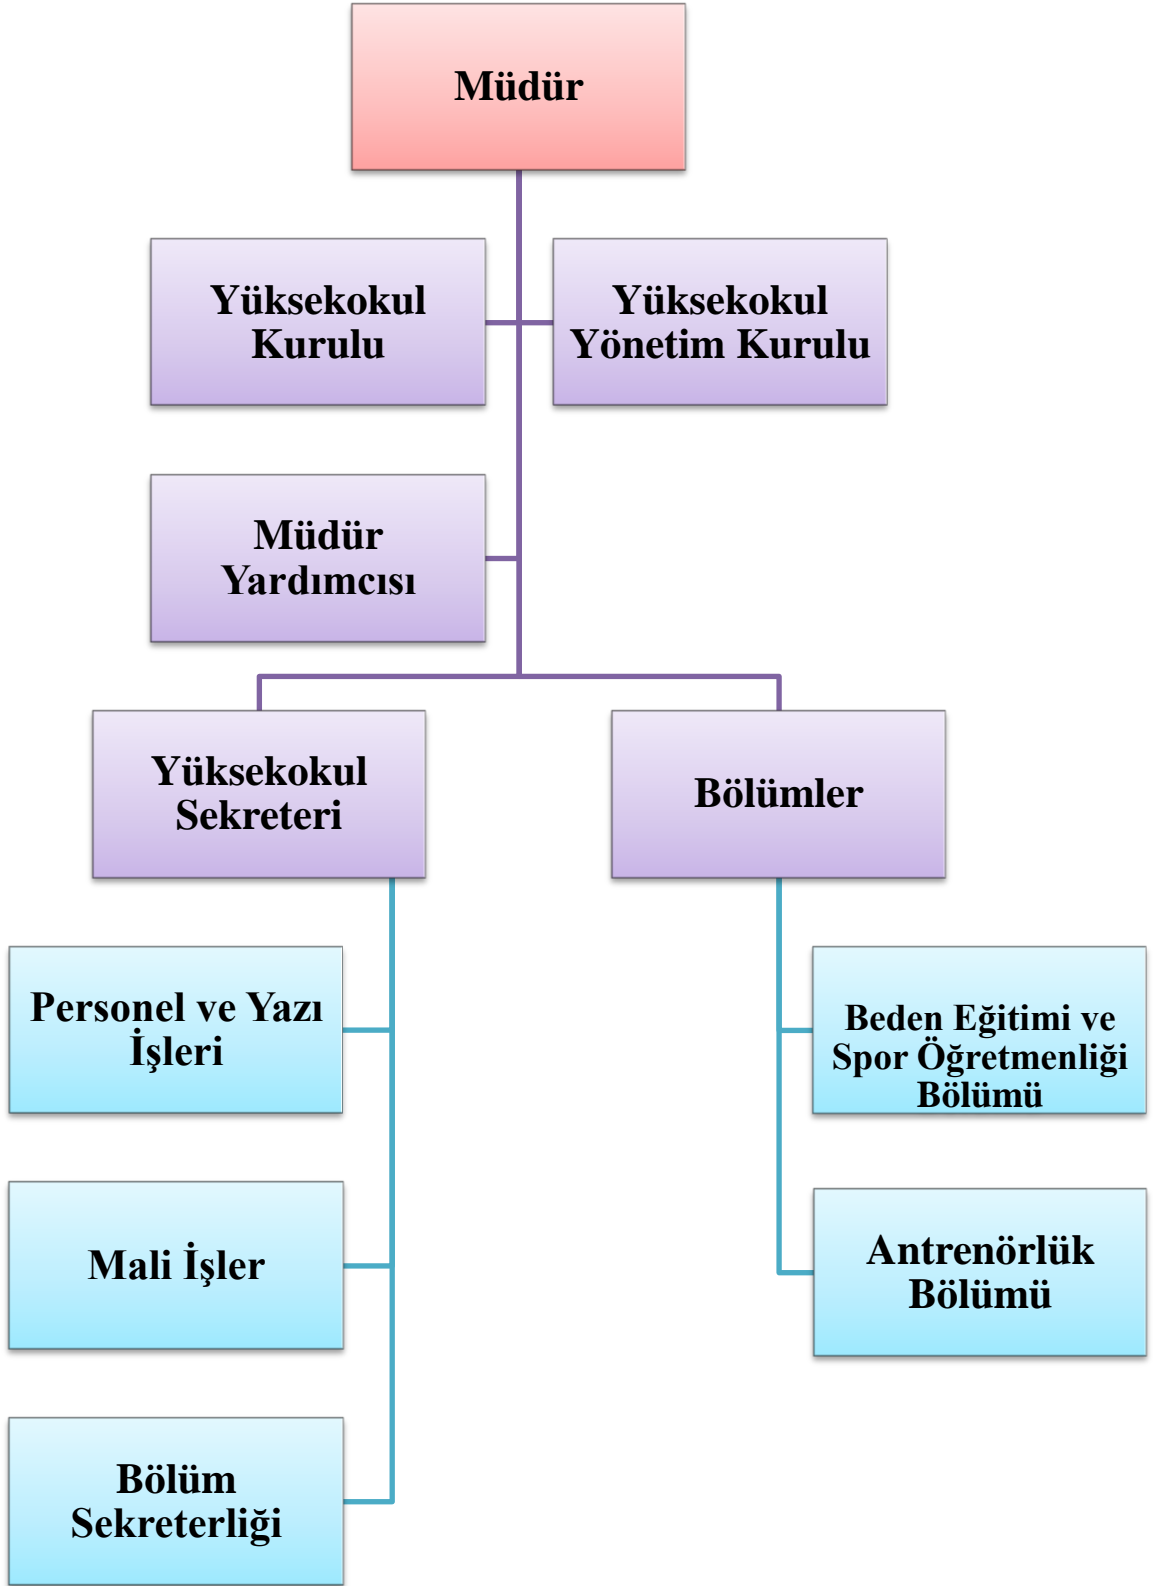 Müdür
Yüksekokul
Kurulu
Yüksekokul
Yönetim Kurulu
Müdür
Yardımcısı
Yüksekokul
Sekreteri
Bölümler
Personel ve Yazı
İşleri
Beden Eğitimi ve
Spor Öğretmenliği
Bölümü
Mali İşler
Antrenörlük
Bölümü
Bölüm
Sekreterliği